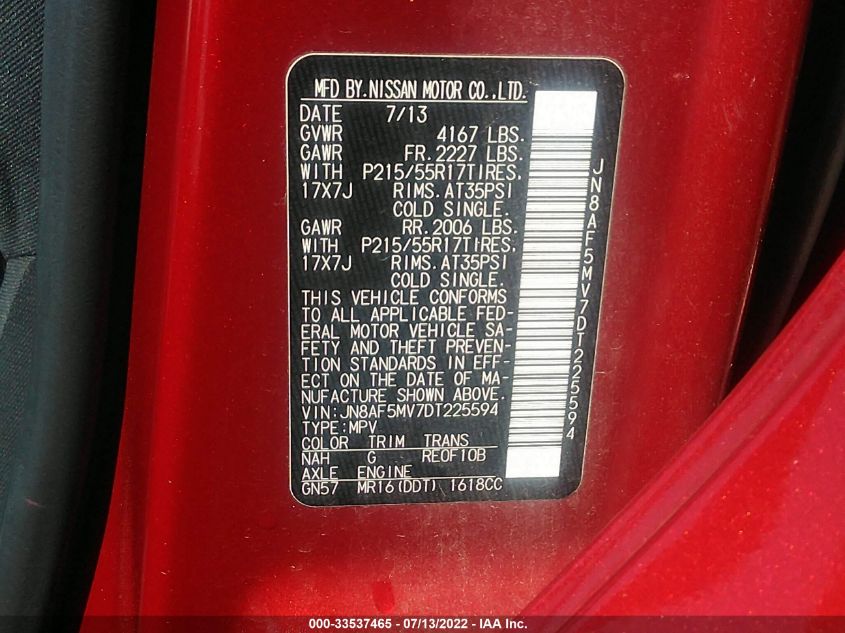 MFD BY.NISSAN MOTOR CO.,LTD.
DATE 7/13
GVWR 4167 LBS.
GAWR FR.2227 LBS.
WITH P215/55R17TIRES.
17X7J RIMS.AT35PSI
COLD SINGLE.
GAWR RR.2006 LBS.
WITH P215/55R17TIRES.
17X7J RIMS.AT35PSI
COLD SINGLE.
THIS VEHICLE CONFORMS
TO ALL APPLICABLE FED-
ERAL MOTOR VEHICLE SA-
FETY AND THEFT PREVEN-
TION STANDARDS IN EFF-
ECT ON THE DATE OF MA-
NUFACTURE SHOWN ABOVE.
VIN:JN8AF5MV7DT225594
TYPE:MPV
COLOR TRIM TRANS
NAH G RE0F10B
AXLE ENGINE
GN57 MR16(DDT) 1618CC
JN8AF5MV7DT225594
000-33537465 - 07/13/2022 - IAA Inc.